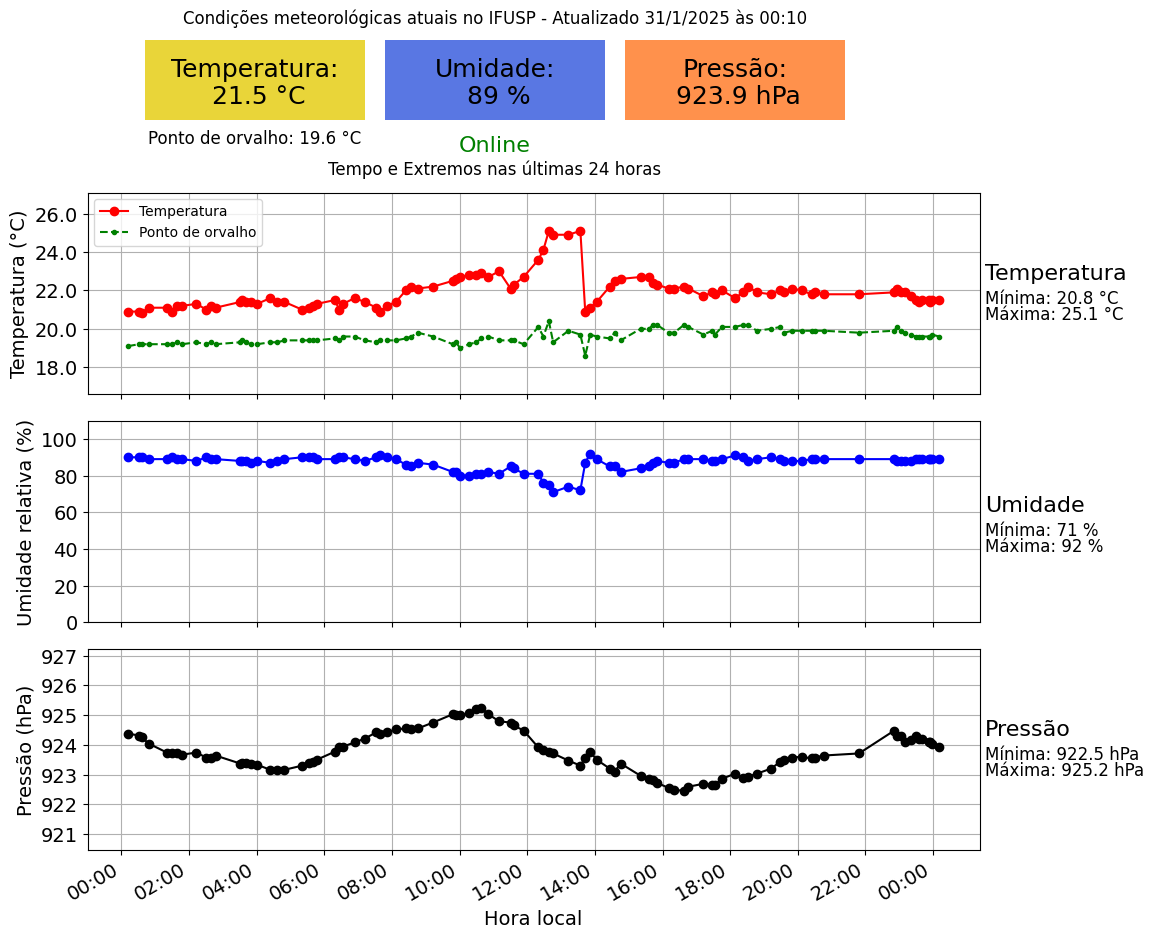 Condições meteorológicas atuais no IFUSP - Atualizado 31/1/2025 às 00:10
Temperatura:
21.5 °C
Umidade:
89 %
Pressão:
923.9 hPa
Ponto de orvalho: 19.6 °C
Online
Tempo e Extremos nas últimas 24 horas
Temperatura (°C)
26.0
24.0
22.0
20.0
18.0
Temperatura
Ponto de orvalho
Temperatura
Mínima: 20.8 °C
Máxima: 25.1 °C
Umidade relativa (%)
100
80
60
40
20
0
Umidade
Mínima: 71 %
Máxima: 92 %
Pressão (hPa)
927
926
925
924
923
922
921
Pressão
Mínima: 922.5 hPa
Máxima: 925.2 hPa
00:00 02:00 04:00 06:00 08:00 10:00 12:00 14:00 16:00 18:00 20:00 22:00 00:00
Hora local